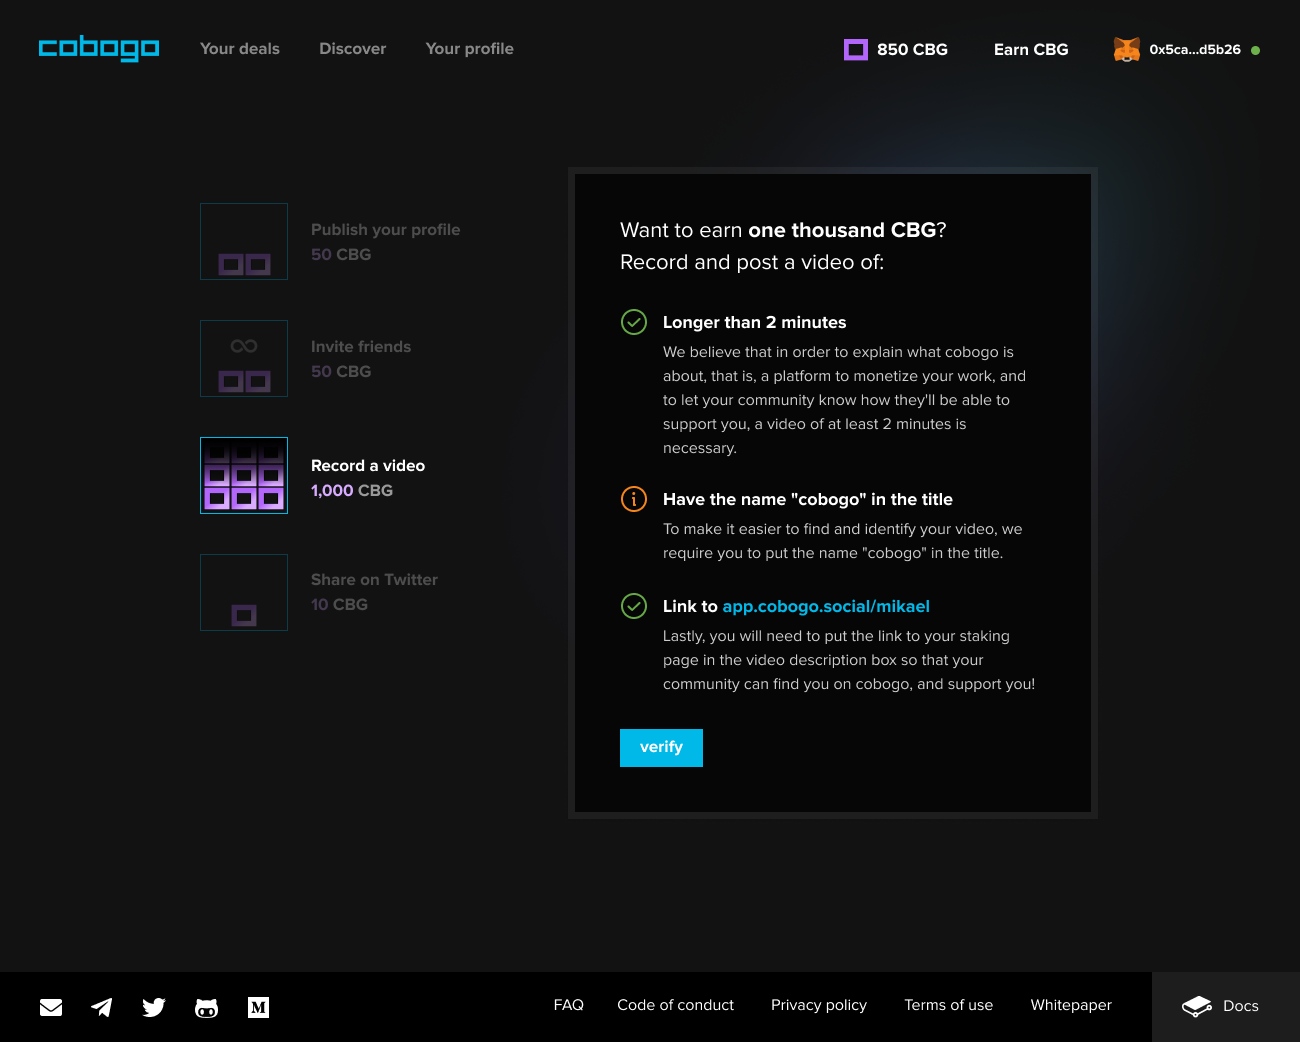 cobogo
Your deals
Discover
Your profile
850 CBG
Earn CBG
0x5ca...d5b26
Publish your profile
50 CBG
Invite friends
50 CBG
Record a video
1,000 CBG
Share on Twitter
10 CBG
Want to earn one thousand CBG?
Record and post a video of:
Longer than 2 minutes
We believe that in order to explain what cobogo is
about, that is, a platform to monetize your work, and
to let your community know how they'll be able to
support you, a video of at least 2 minutes is
necessary.
Have the name "cobogo" in the title
To make it easier to find and identify your video, we
require you to put the name "cobogo" in the title.
Link to app.cobogo.social/mikael
Lastly, you will need to put the link to your staking
page in the video description box so that your
community can find you on cobogo, and support you!
verify
M
FAQ
Code of conduct
Privacy policy
Terms of use
Whitepaper
Docs